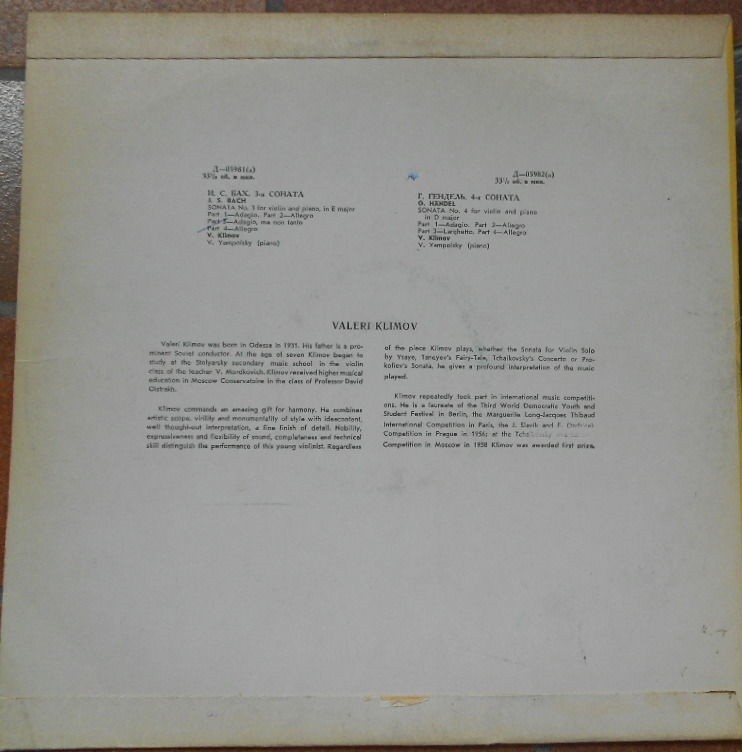 Д—05981(а)
33⅓ об. в мин.
И. С. БАХ. 3-я СОНАТА
J. S. BACH
SONATA No. 3 for violin and piano, in E major
Part 1—Adagio. Part 2—Allegro
Part 3—Adagio, ma non tanto
Part 4—Allegro
V. Klimov
V. Yampolsky (piano)
Д—05982(а)
33⅓ об. в мин.
Г. ГЕНДЕЛЬ. 4-я СОНАТА
G. HÄNDEL
SONATA No. 4 for violin and piano
in D major
Part 1—Adagio. Part 2—Allegro
Part 3—Larghetto. Part 4—Allegro
V. Klimov
V. Yampolsky (piano)
VALERI KLIMOV
Valeri Klimov was born in Odessa in 1931. His father is a pro-
minent Soviet conductor. At the age of seven Klimov began to
study at the Stolyarsky secondary music school in the violin
class of the teacher V. Mordkovich. Klimov received higher musical
education in Moscow Conservatoire in the class of Professor David
Oistrakh.
Klimov commands an amazing gift for harmony. He combines
artistic scope, virility and monumentality of style with ideacontent,
well thought-out interpretation, a fine finish of detail. Nobility,
expressiveness and flexibility of sound, completeness and technical
skill distinguish the performance of this young violinist. Regardless
of the piece Klimov plays, whether the Sonata for Violin Solo
by Ysaye, Taneyev's Fairy-Tale, Tchaikovsky's Concerto or Pro-
kofiev's Sonata, he gives a profound interpretation of the music
played.
Klimov repeatedly took part in international music competiti-
ons. He is a laureate of the Third World Democratic Youth and
Student Festival in Berlin, the Marguerite Long-Jacques Thibaud
International Competition in Paris, the J. Slavik and F.
Competition in Prague in 1956; at the Tchaikovsky
Competition in Moscow in 1958 Klimov was awarded first prize.